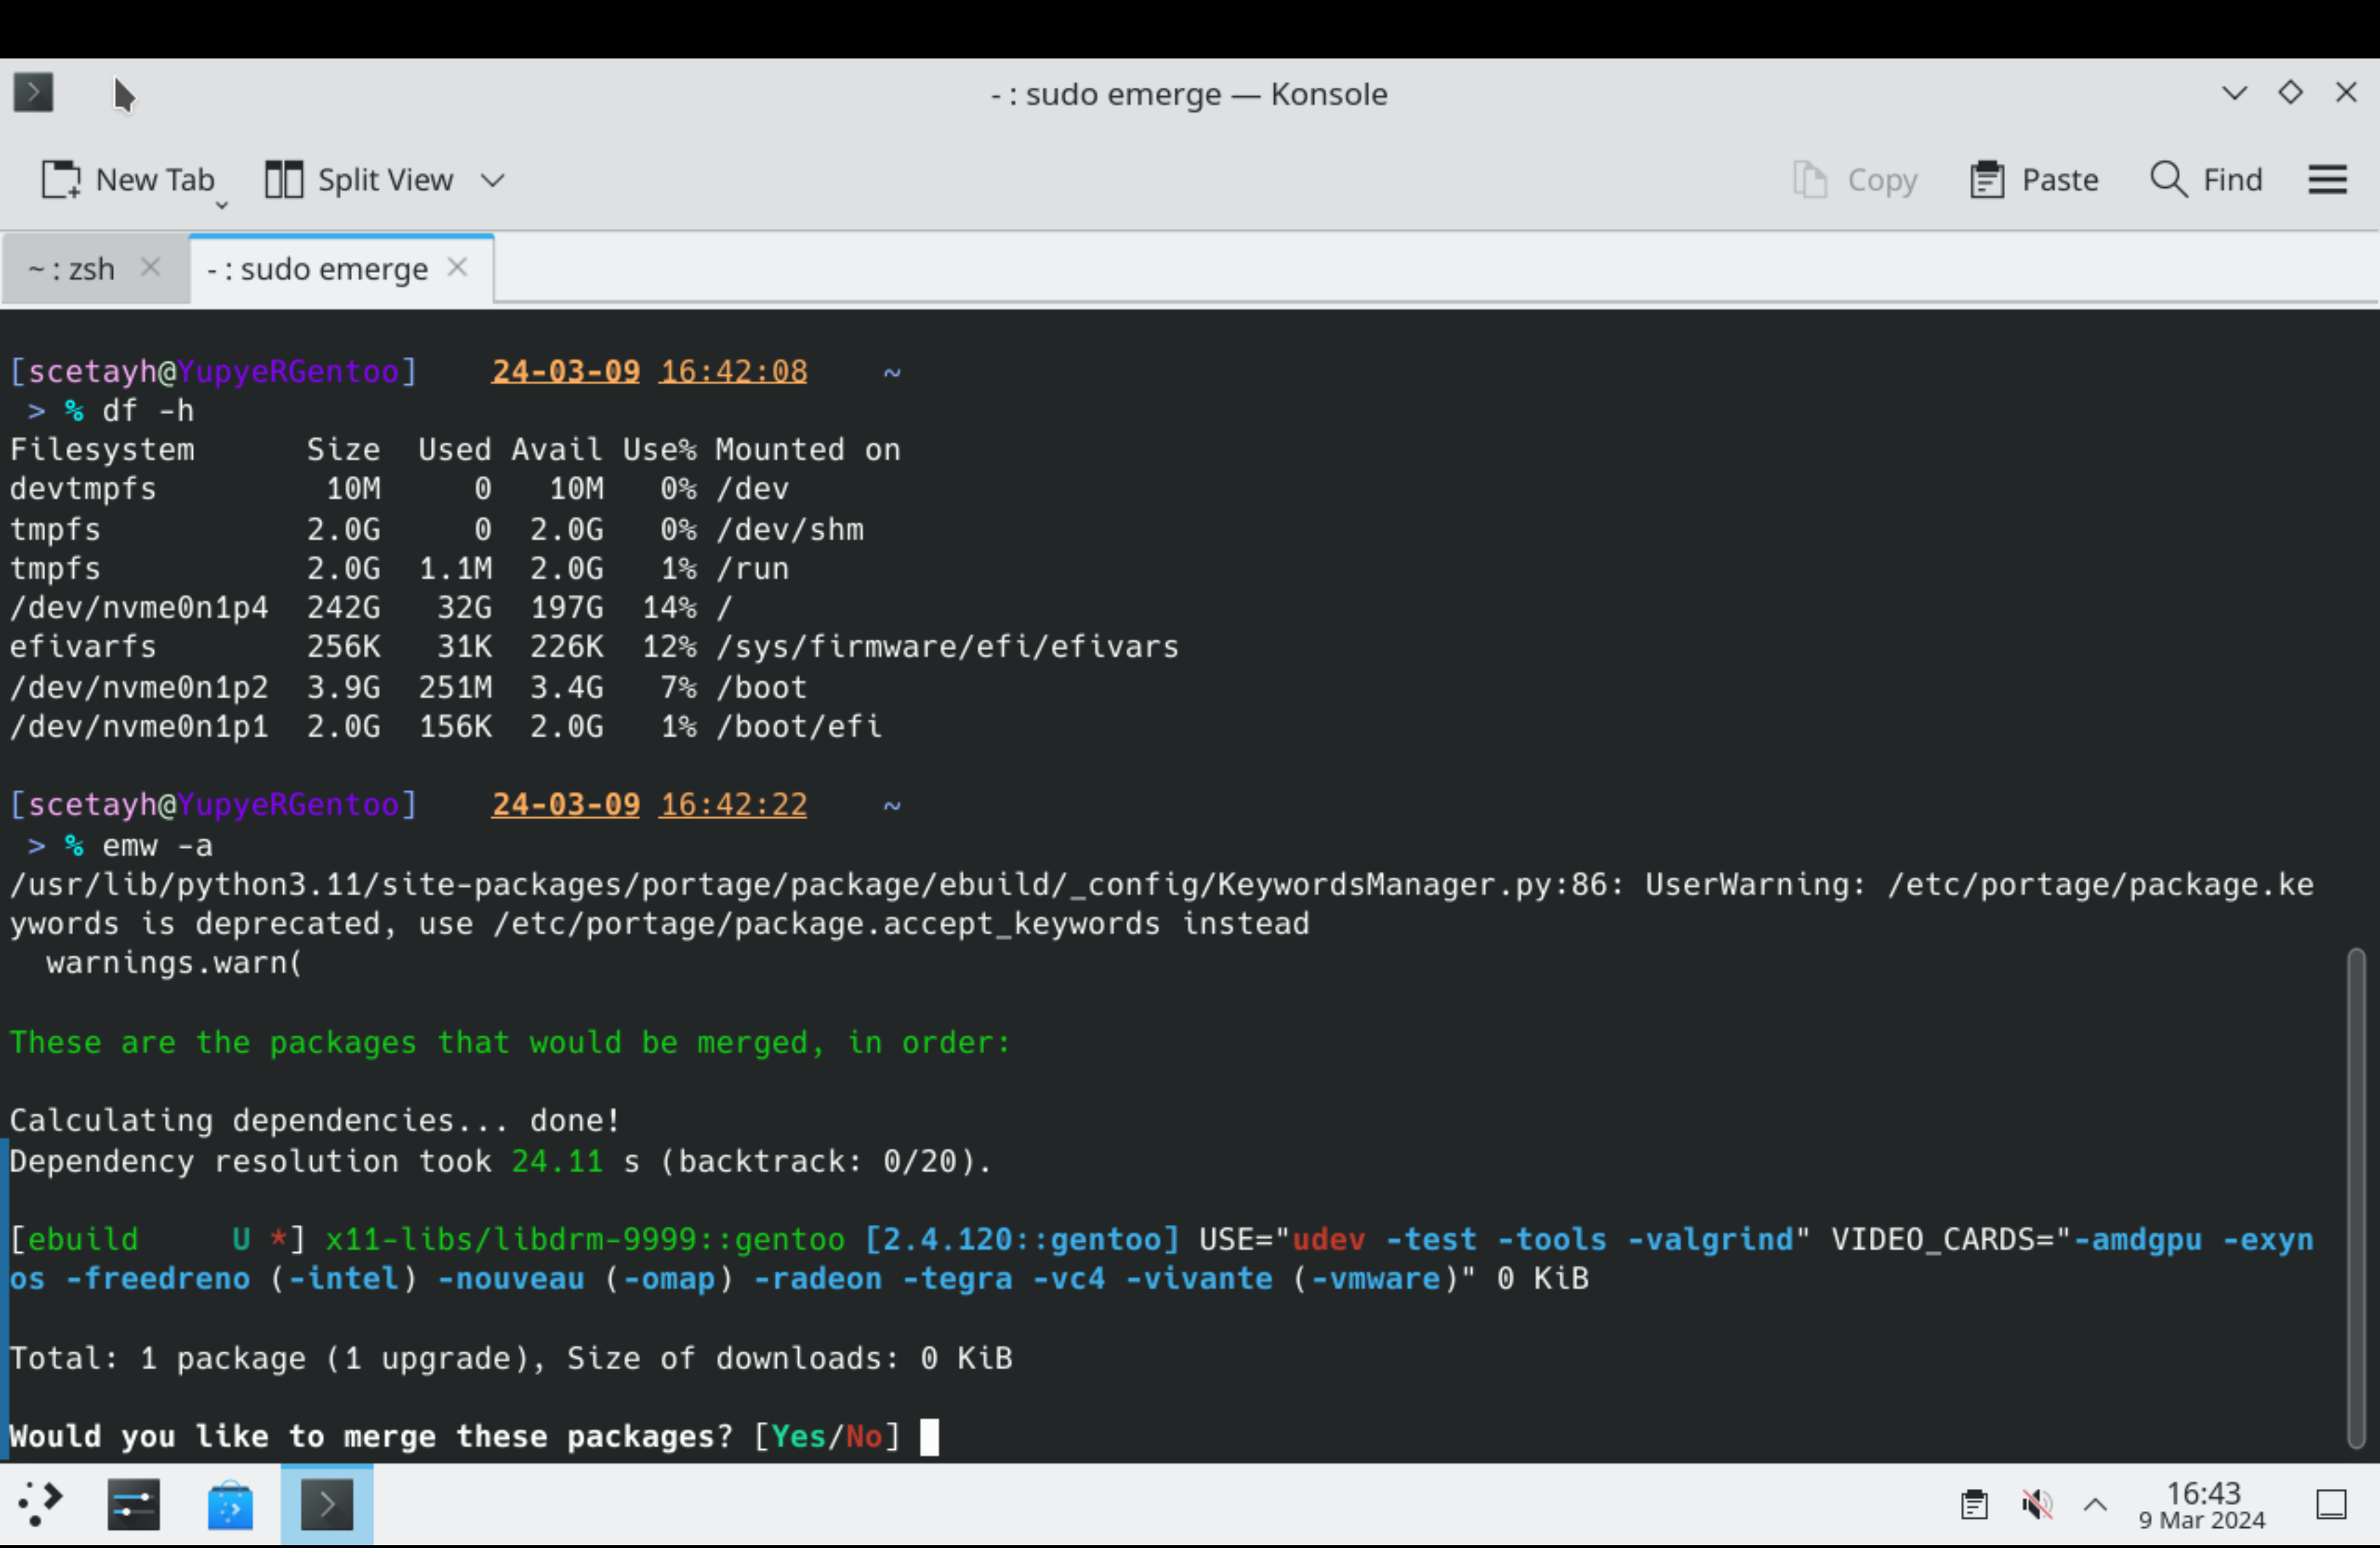 - : sudo emerge — Konsole
New Tab Split View Copy Paste Find
~ : zsh - : sudo emerge
[scetayh@YupyeRGentoo] 24-03-09 16:42:08 ~
> % df -h
Filesystem Size Used Avail Use% Mounted on
devtmpfs 10M 0 10M 0% /dev
tmpfs 2.0G 0 2.0G 0% /dev/shm
tmpfs 2.0G 1.1M 2.0G 1% /run
/dev/nvme0n1p4 242G 32G 197G 14% /
efivarfs 256K 31K 226K 12% /sys/firmware/efi/efivars
/dev/nvme0n1p2 3.9G 251M 3.4G 7% /boot
/dev/nvme0n1p1 2.0G 156K 2.0G 1% /boot/efi
[scetayh@YupyeRGentoo] 24-03-09 16:42:22 ~
> % emw -a
/usr/lib/python3.11/site-packages/portage/package/ebuild/_config/KeywordsManager.py:86: UserWarning: /etc/portage/package.ke
ywords is deprecated, use /etc/portage/package.accept_keywords instead
warnings.warn(
These are the packages that would be merged, in order:
Calculating dependencies... done!
Dependency resolution took 24.11 s (backtrack: 0/20).
[ebuild U *] x11-libs/libdrm-9999::gentoo [2.4.120::gentoo] USE="udev -test -tools -valgrind" VIDEO_CARDS="-amdgpu -exyn
os -freedreno (-intel) -nouveau (-omap) -radeon -tegra -vc4 -vivante (-vmware)" 0 KiB
Total: 1 package (1 upgrade), Size of downloads: 0 KiB
Would you like to merge these packages? [Yes/No]
16:43
9 Mar 2024